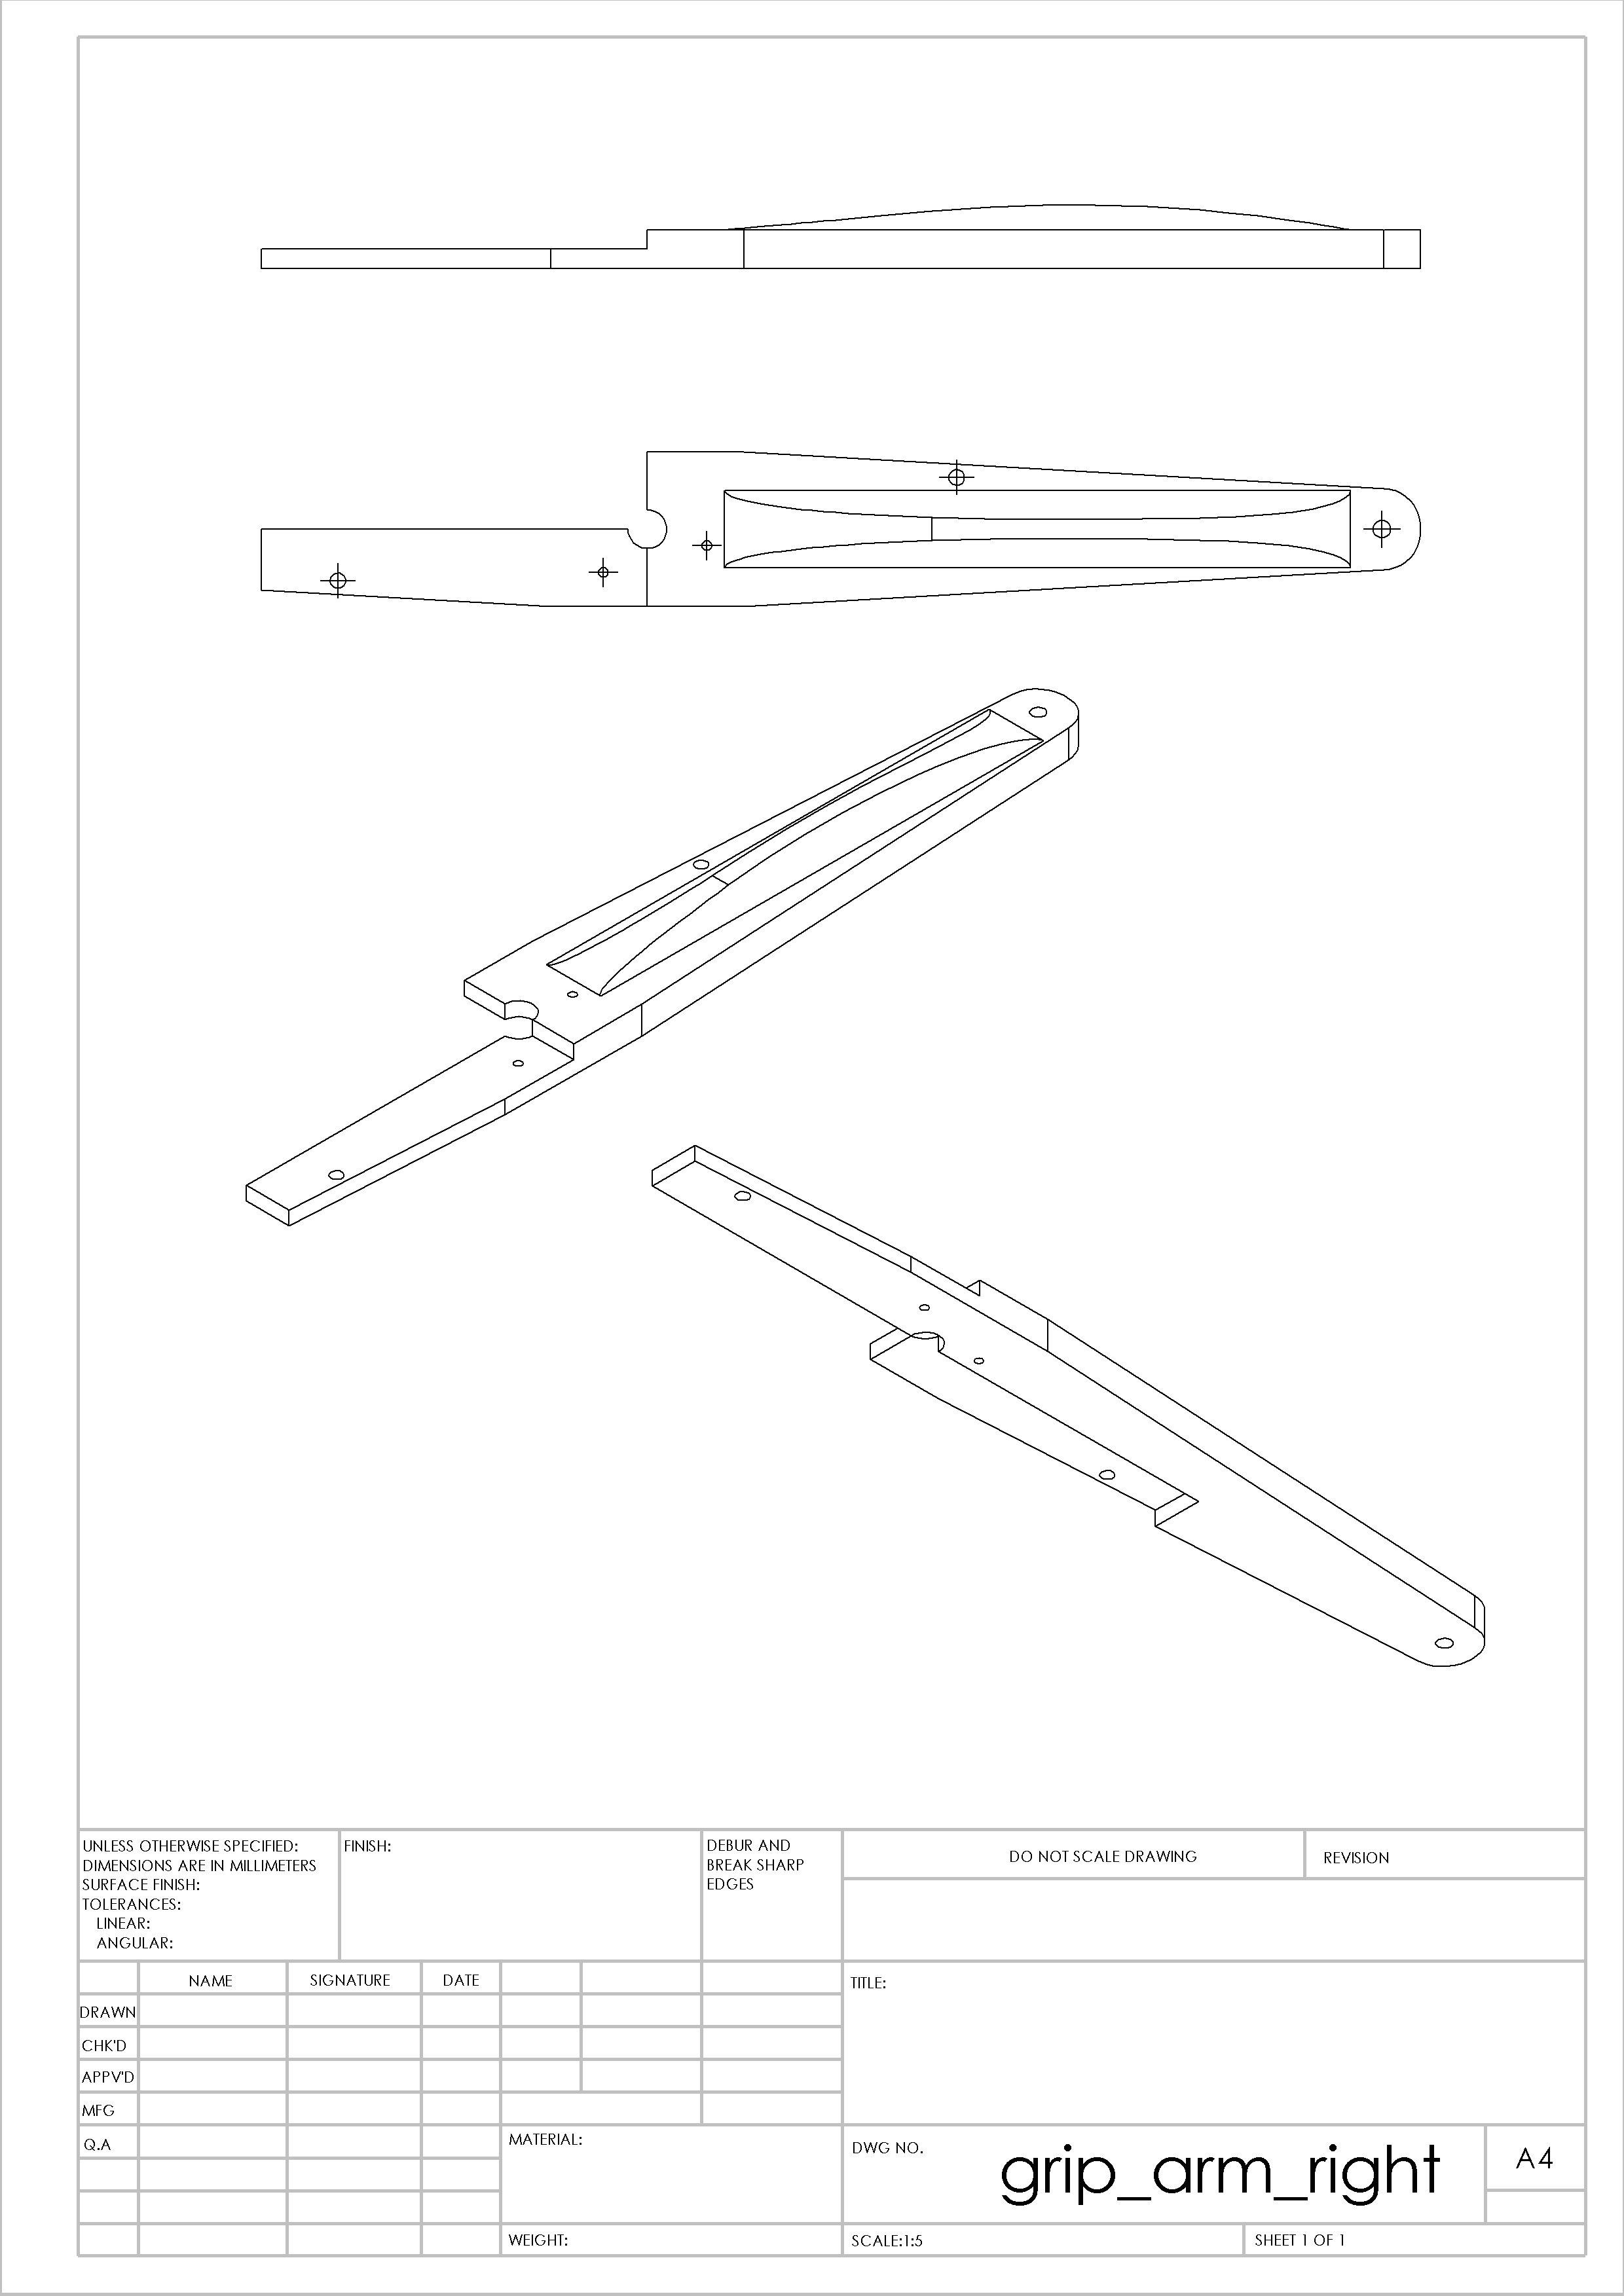 UNLESS OTHERWISE SPECIFIED:
DIMENSIONS ARE IN MILLIMETERS
SURFACE FINISH:
TOLERANCES:
LINEAR:
ANGULAR:
FINISH:
DEBUR AND
BREAK SHARP
EDGES
DO NOT SCALE DRAWING
REVISION
NAME
SIGNATURE
DATE
DRAWN
CHK'D
APPV'D
MFG
Q.A
TITLE:
MATERIAL:
DWG NO.
grip_arm_right
A4
WEIGHT:
SCALE:1:5
SHEET 1 OF 1